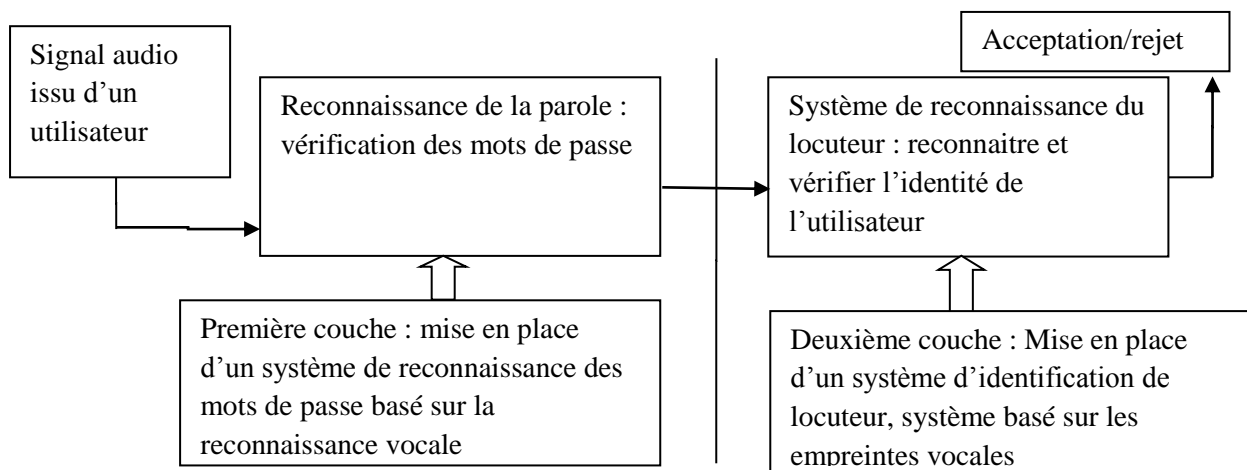 Signal audio
issu d’un
utilisateur
Reconnaissance de la parole :
vérification des mots de passe
Acceptation/rejet
Système de reconnaissance du
locuteur : reconnaitre et
vérifier l’identité de
l’utilisateur
Première couche : mise en place
d’un système de reconnaissance des
mots de passe basé sur la
reconnaissance vocale
Deuxième couche : Mise en place
d’un système d’identification de
locuteur, système basé sur les
empreintes vocales